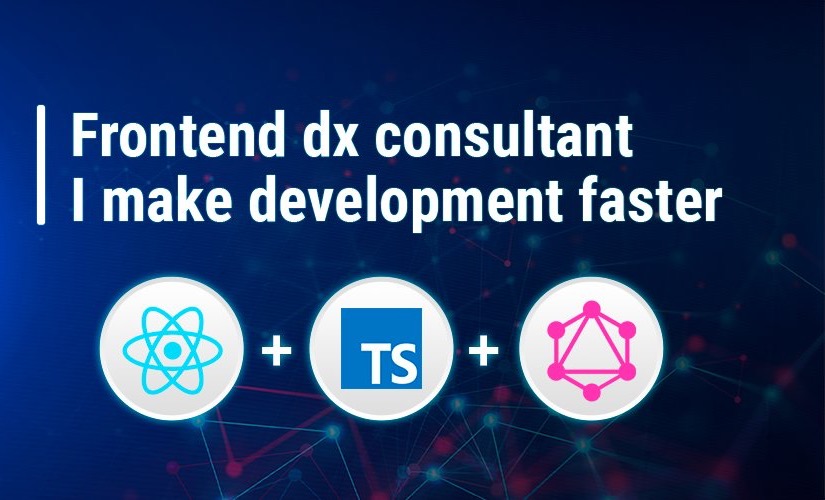 Frontend dx consultant
I make development faster
+ TS +